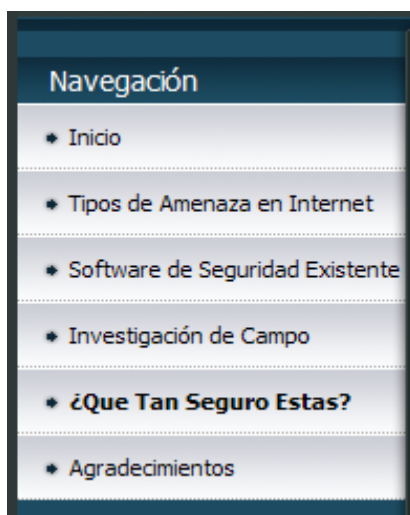 Navegación
Inicio
Tipos de Amenaza en Internet
Software de Seguridad Existente
Investigación de Campo
¿Que Tan Seguro Estas?
Agradecimientos